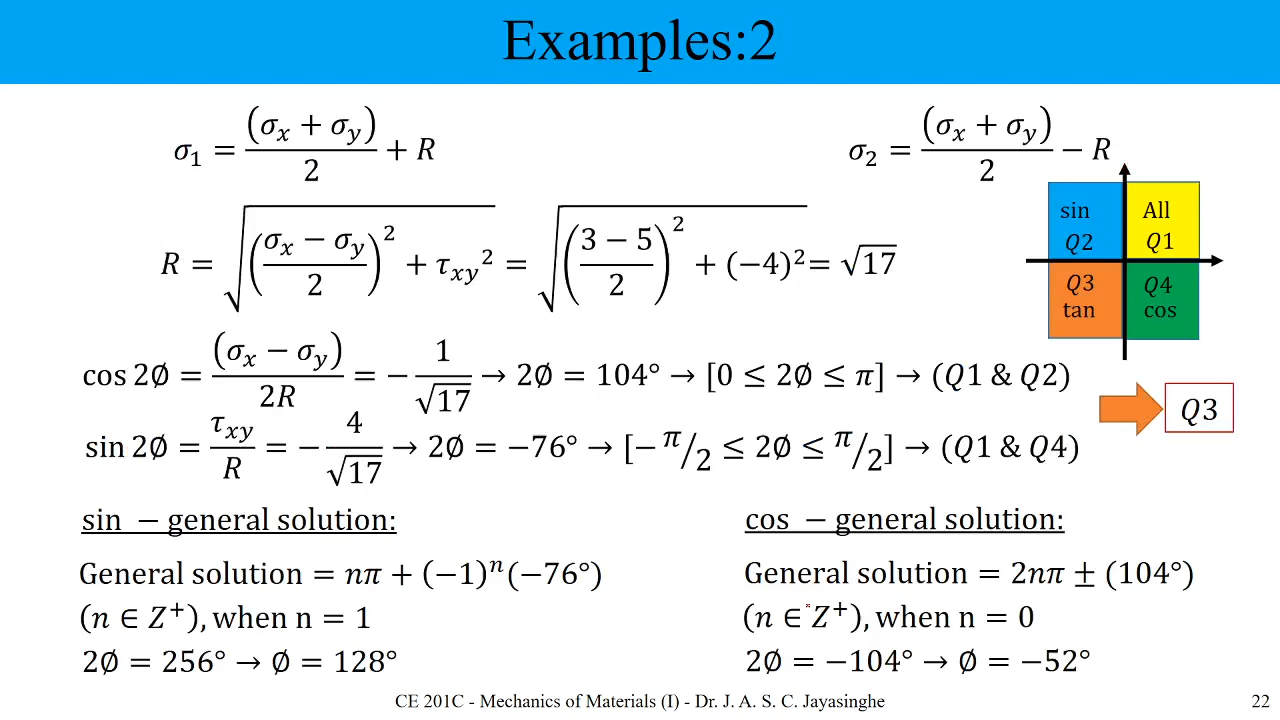 Examples:2
σ₁ = (σₓ + σᵧ)/2 + R
σ₂ = (σₓ + σᵧ)/2 − R
sin
Q2
All
Q1
Q3
tan
Q4
cos
R = √(((σₓ − σᵧ)/2)² + τₓᵧ²) = √(((3 − 5)/2)² + (−4)²) = √17
cos 2∅ = (σₓ − σᵧ)/2R = − 1/√17 → 2∅ = 104° → [0 ≤ 2∅ ≤ π] → (Q1 & Q2)
Q3
sin 2∅ = τₓᵧ/R = − 4/√17 → 2∅ = −76° → [− π/2 ≤ 2∅ ≤ π/2] → (Q1 & Q4)
sin − general solution:
General solution = nπ + (−1)ⁿ(−76°)
(n ∈ Z⁺), when n = 1
2∅ = 256° → ∅ = 128°
cos − general solution:
General solution = 2nπ ± (104°)
(n ∈ Z⁺), when n = 0
2∅ = −104° → ∅ = −52°
CE 201C - Mechanics of Materials (I) - Dr. J. A. S. C. Jayasinghe
22